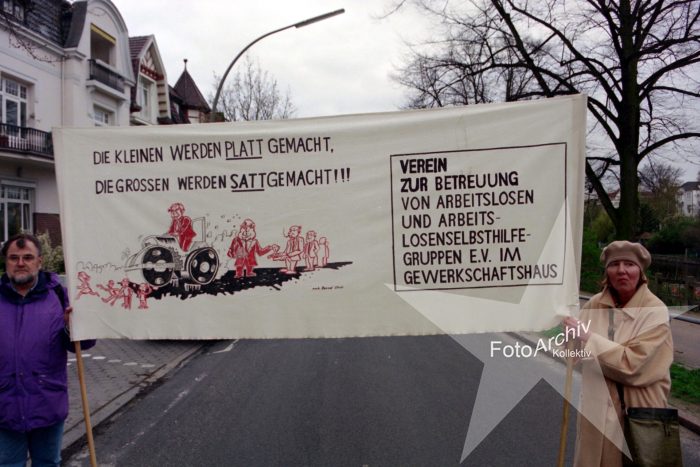 DIE KLEINEN WERDEN PLATT GEMACHT,
DIE GROSSEN WERDEN SATTGEMACHT!!!
VEREIN
ZUR BETREUUNG
VON ARBEITSLOSEN
UND ARBEITS-
LOSENSELBSTHILFE-
GRUPPEN E.V. IM
GEWERKSCHAFTSHAUS
FotoArchiv
Kollektiv